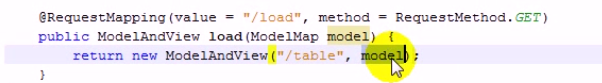 @RequestMapping(value = "/load", method = RequestMethod.GET)
public ModelAndView load(ModelMap model) {
return new ModelAndView("/table", model);
}